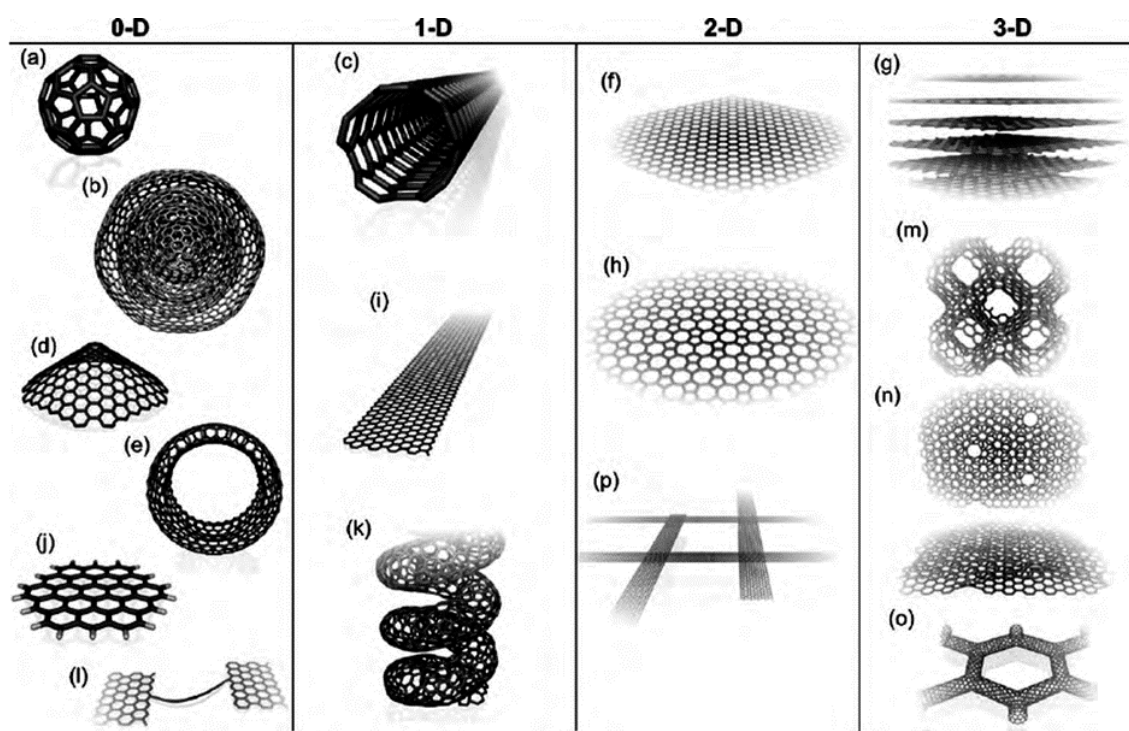 0-D 1-D 2-D 3-D
(a)
(b)
(d)
(e)
(j)
(l)
(c)
(i)
(k)
(f)
(h)
(p)
(g)
(m)
(n)
(o)